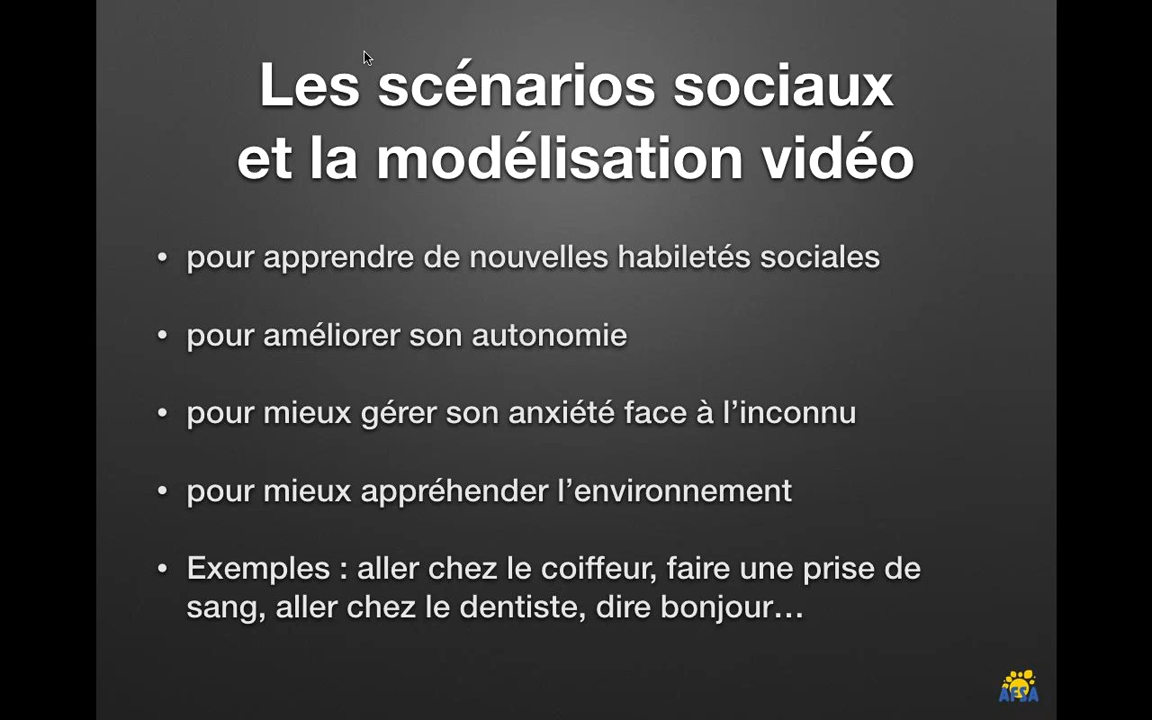 Les scénarios sociaux
et la modélisation vidéo
• pour apprendre de nouvelles habiletés sociales
• pour améliorer son autonomie
• pour mieux gérer son anxiété face à l’inconnu
• pour mieux appréhender l’environnement
• Exemples : aller chez le coiffeur, faire une prise de
sang, aller chez le dentiste, dire bonjour…
AFSA